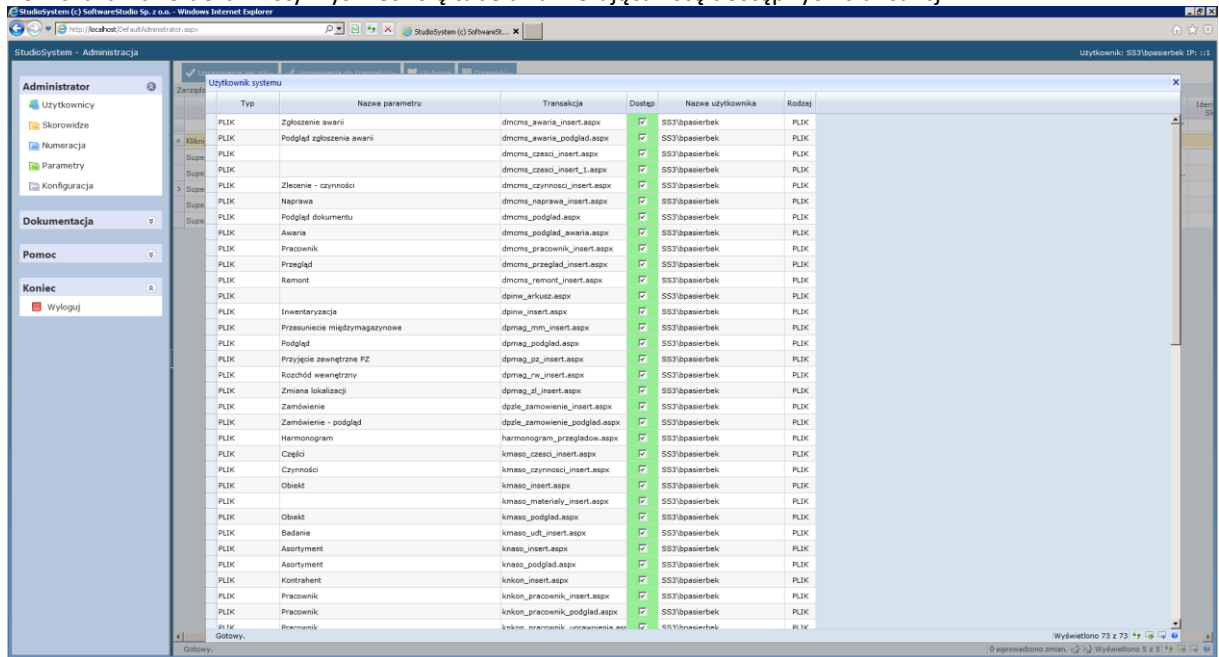 StudioSystem (c) SoftwareStudio Sp. z o.o. - Windows Internet Explorer
http://localhost/DefaultAdministrator.aspx
StudioSystem (c) SoftwareSt...
StudioSystem - Administracja
Użytkownik: SS3\bpasierbek IP: ::1
Administrator
Użytkownicy
Skorowidze
Numeracja
Parametry
Konfiguracja
Dokumentacja
Pomoc
Koniec
Wyloguj
Użytkownik systemu
Typ Nazwa parametru Transakcja Dostęp Nazwa użytkownika Rodzaj
PLIK Zgłoszenie awarii dmcms_awaria_insert.aspx SS3\bpasierbek PLIK
PLIK Podgląd zgłoszenia awarii dmcms_awaria_podglad.aspx SS3\bpasierbek PLIK
PLIK dmcms_czesci_insert.aspx SS3\bpasierbek PLIK
PLIK dmcms_czesci_insert_1.aspx SS3\bpasierbek PLIK
PLIK Zlecenie - czynności dmcms_czynnosci_insert.aspx SS3\bpasierbek PLIK
PLIK Naprawa dmcms_naprawa_insert.aspx SS3\bpasierbek PLIK
PLIK Podgląd dokumentu dmcms_podglad.aspx SS3\bpasierbek PLIK
PLIK Awaria dmcms_podglad_awaria.aspx SS3\bpasierbek PLIK
PLIK Pracownik dmcms_pracownik_insert.aspx SS3\bpasierbek PLIK
PLIK Przegląd dmcms_przeglad_insert.aspx SS3\bpasierbek PLIK
PLIK Remont dmcms_remont_insert.aspx SS3\bpasierbek PLIK
PLIK dpinw_arkusz.aspx SS3\bpasierbek PLIK
PLIK Inwentaryzacja dpinw_insert.aspx SS3\bpasierbek PLIK
PLIK Przesuniecie międzymagazynowe dpmag_mm_insert.aspx SS3\bpasierbek PLIK
PLIK Podgląd dpmag_podglad.aspx SS3\bpasierbek PLIK
PLIK Przyjęcie zewnętrzne PZ dpmag_pz_insert.aspx SS3\bpasierbek PLIK
PLIK Rozchód wewnętrzny dpmag_rw_insert.aspx SS3\bpasierbek PLIK
PLIK Zmiana lokalizacji dpmag_zl_insert.aspx SS3\bpasierbek PLIK
PLIK Zamówienie dpzle_zamowienie_insert.aspx SS3\bpasierbek PLIK
PLIK Zamówienie - podgląd dpzle_zamowienie_podglad.aspx SS3\bpasierbek PLIK
PLIK Harmonogram harmonogram_przegladow.aspx SS3\bpasierbek PLIK
PLIK Części kmaso_czesci_insert.aspx SS3\bpasierbek PLIK
PLIK Czynności kmaso_czynnosci_insert.aspx SS3\bpasierbek PLIK
PLIK Obiekt kmaso_insert.aspx SS3\bpasierbek PLIK
PLIK kmaso_materialy_insert.aspx SS3\bpasierbek PLIK
PLIK Obiekt kmaso_podglad.aspx SS3\bpasierbek PLIK
PLIK Badanie kmaso_udt_insert.aspx SS3\bpasierbek PLIK
PLIK Asortyment knaso_insert.aspx SS3\bpasierbek PLIK
PLIK Asortyment knaso_podglad.aspx SS3\bpasierbek PLIK
PLIK Kontrahent knkon_insert.aspx SS3\bpasierbek PLIK
PLIK Pracownik knkon_pracownik_insert.aspx SS3\bpasierbek PLIK
PLIK Pracownik knkon_pracownik_podglad.aspx SS3\bpasierbek PLIK
PLIK Pracownik SS3\bpasierbek PLIK
Gotowy. Wyświetlono 73 z 73
Gotowy. 0 wprowadzono zmian. Wyświetlono 5 z 5